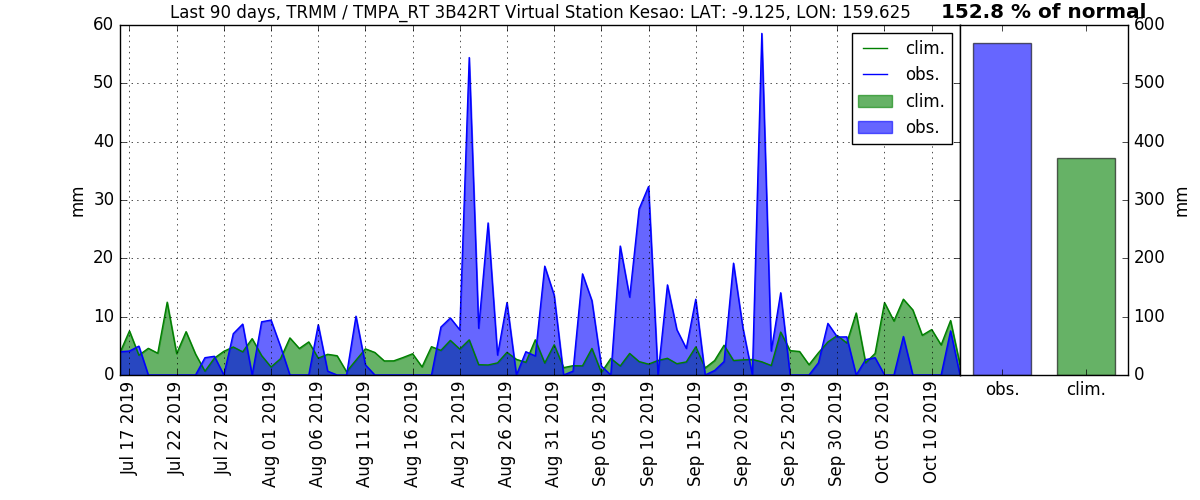 Last 90 days, TRMM / TMPA_RT 3B42RT Virtual Station Kesao: LAT: -9.125, LON: 159.625
152.8 % of normal
60
50
40
30
20
10
0
mm
clim.
obs.
clim.
obs.
600
500
400
300
200
100
0
mm
Jul 17 2019
Jul 22 2019
Jul 27 2019
Aug 01 2019
Aug 06 2019
Aug 11 2019
Aug 16 2019
Aug 21 2019
Aug 26 2019
Aug 31 2019
Sep 05 2019
Sep 10 2019
Sep 15 2019
Sep 20 2019
Sep 25 2019
Sep 30 2019
Oct 05 2019
Oct 10 2019
obs.
clim.